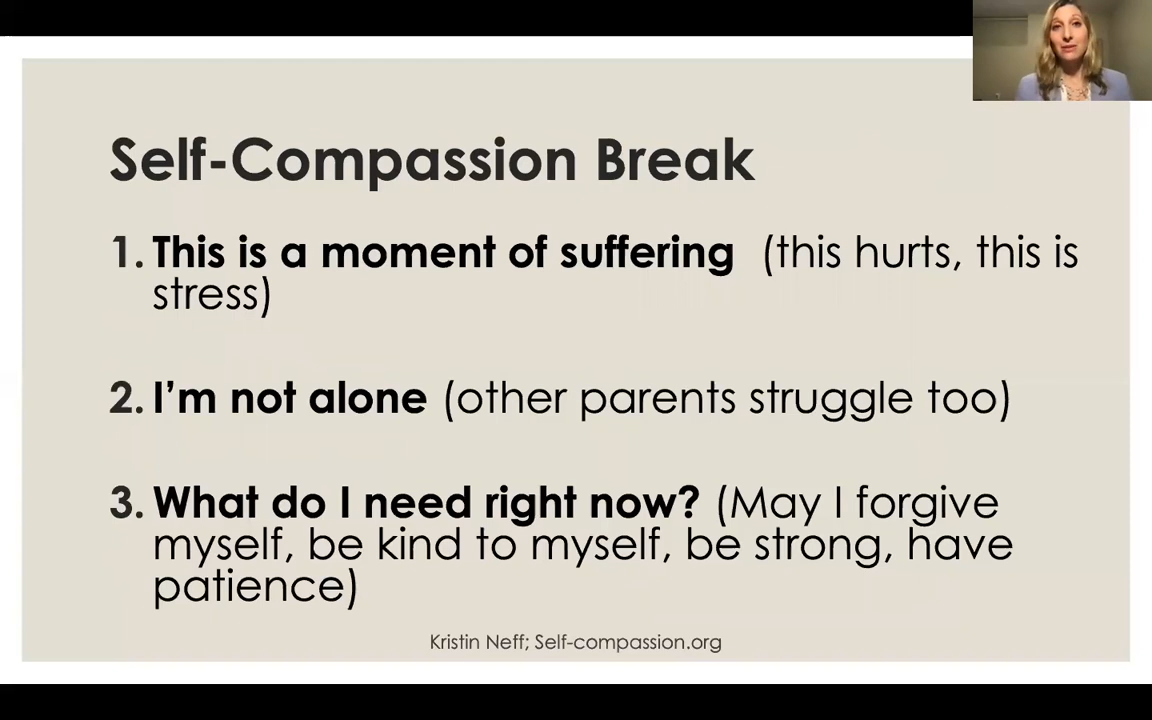 Self-Compassion Break
1. This is a moment of suffering (this hurts, this is
stress)
2. I’m not alone (other parents struggle too)
3. What do I need right now? (May I forgive
myself, be kind to myself, be strong, have
patience)
Kristin Neff; Self-compassion.org